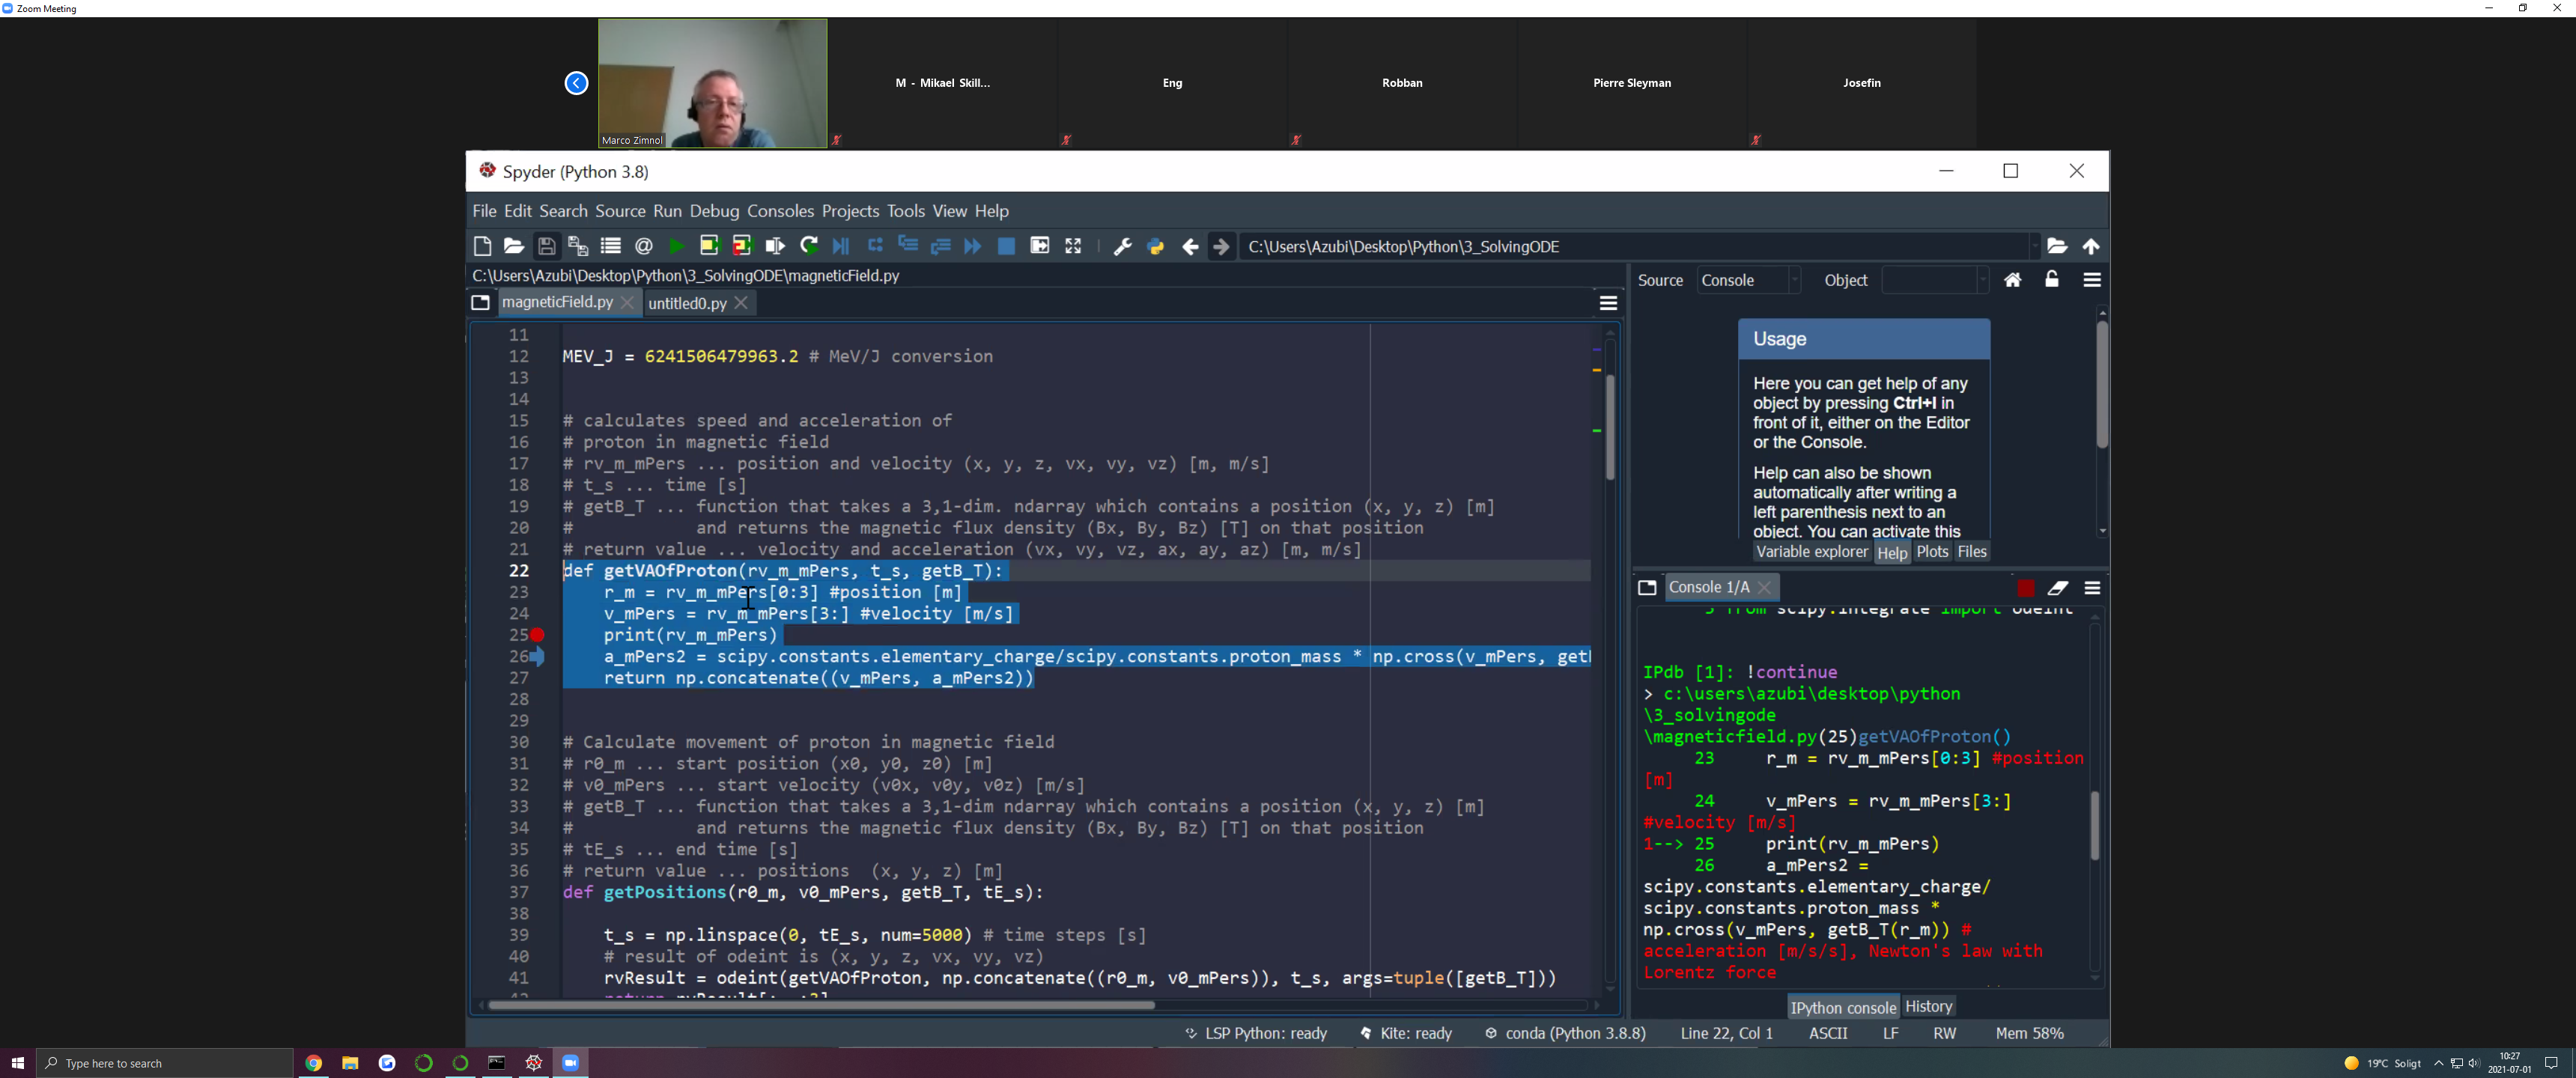 Zoom Meeting
M - Mikael Skill...
Eng
Robban
Pierre Sleyman
Josefin
Marco Zimnol
Spyder (Python 3.8)
File Edit Search Source Run Debug Consoles Projects Tools View Help
C:\Users\Azubi\Desktop\Python\3_SolvingODE
C:\Users\Azubi\Desktop\Python\3_SolvingODE\magneticField.py
magneticField.py
untitled0.py
11
12 MEV_J = 6241506479963.2 # MeV/J conversion
13
14
15 # calculates speed and acceleration of
16 # proton in magnetic field
17 # rv_m_mPers ... position and velocity (x, y, z, vx, vy, vz) [m, m/s]
18 # t_s ... time [s]
19 # getB_T ... function that takes a 3,1-dim. ndarray which contains a position (x, y, z) [m]
20 # and returns the magnetic flux density (Bx, By, Bz) [T] on that position
21 # return value ... velocity and acceleration (vx, vy, vz, ax, ay, az) [m, m/s]
22 def getVAOfProton(rv_m_mPers, t_s, getB_T):
23 r_m = rv_m_mPers[0:3] #position [m]
24 v_mPers = rv_m_mPers[3:] #velocity [m/s]
25 print(rv_m_mPers)
26 a_mPers2 = scipy.constants.elementary_charge/scipy.constants.proton_mass * np.cross(v_mPers, get
27 return np.concatenate((v_mPers, a_mPers2))
28
29
30 # Calculate movement of proton in magnetic field
31 # r0_m ... start position (x0, y0, z0) [m]
32 # v0_mPers ... start velocity (v0x, v0y, v0z) [m/s]
33 # getB_T ... function that takes a 3,1-dim ndarray which contains a position (x, y, z) [m]
34 # and returns the magnetic flux density (Bx, By, Bz) [T] on that position
35 # tE_s ... end time [s]
36 # return value ... positions (x, y, z) [m]
37 def getPositions(r0_m, v0_mPers, getB_T, tE_s):
38
39 t_s = np.linspace(0, tE_s, num=5000) # time steps [s]
40 # result of odeint is (x, y, z, vx, vy, vz)
41 rvResult = odeint(getVAOfProton, np.concatenate((r0_m, v0_mPers)), t_s, args=tuple([getB_T]))
Source Console Object
Usage
Here you can get help of any
object by pressing Ctrl+I in
front of it, either on the Editor
or the Console.
Help can also be shown
automatically after writing a
left parenthesis next to an
object. You can activate this
Variable explorer Help Plots Files
Console 1/A
5 from scipy.integrate import odeint
IPdb [1]: !continue
> c:\users\azubi\desktop\python
\3_solvingode
\magneticfield.py(25)getVAOfProton()
23 r_m = rv_m_mPers[0:3] #position
[m]
24 v_mPers = rv_m_mPers[3:]
#velocity [m/s]
1--> 25 print(rv_m_mPers)
26 a_mPers2 =
scipy.constants.elementary_charge/
scipy.constants.proton_mass *
np.cross(v_mPers, getB_T(r_m)) #
acceleration [m/s/s], Newton's law with
Lorentz force
IPython console History
LSP Python: ready Kite: ready conda (Python 3.8.8) Line 22, Col 1 ASCII LF RW Mem 58%
Type here to search
19°C Soligt
10:27
2021-07-01